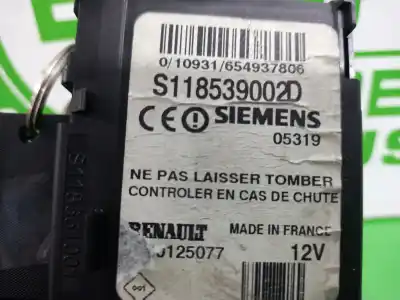 0/10931/654937806
S118539002D
CE SIEMENS
05319
NE PAS LAISSER TOMBER
CONTROLER EN CAS DE CHUTE
RENAULT MADE IN FRANCE
125077 12V